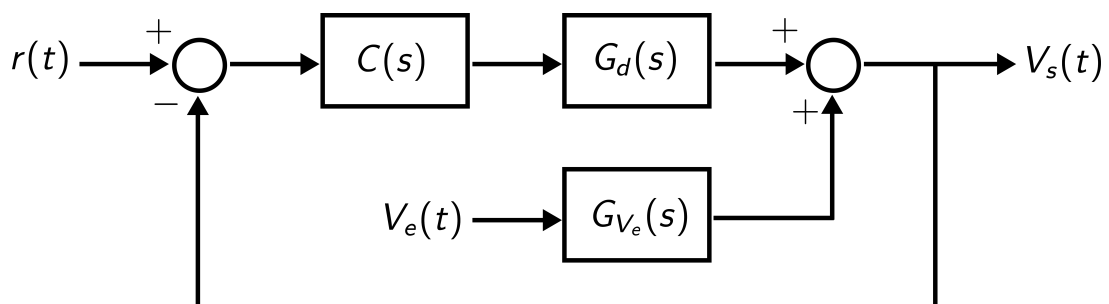 + +
r(t) C(s) G_d(s) V_s(t)
− +
V_e(t) G_{V_e}(s)